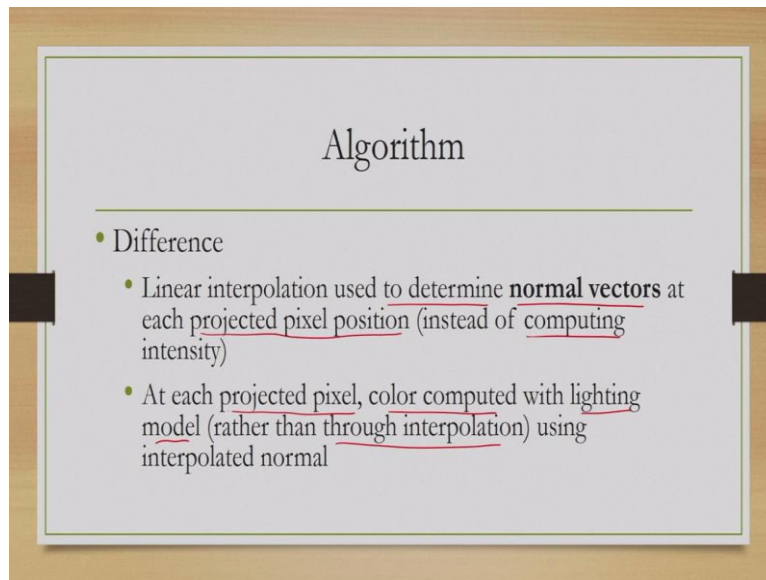 Algorithm
• Difference
• Linear interpolation used to determine normal vectors at
each projected pixel position (instead of computing
intensity)
• At each projected pixel, color computed with lighting
model (rather than through interpolation) using
interpolated normal